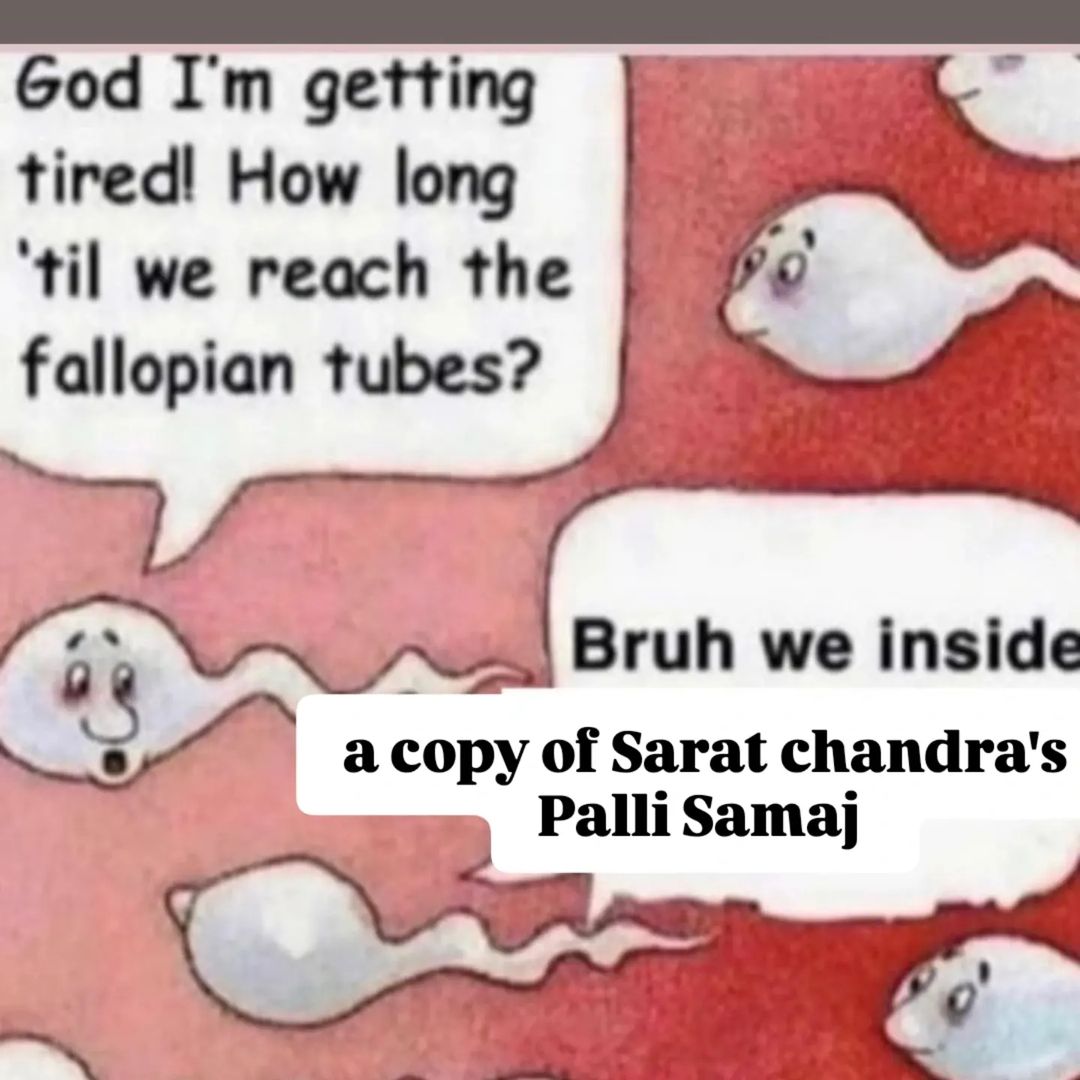 God I'm getting
tired! How long
'til we reach the
fallopian tubes?
Bruh we inside
a copy of Sarat chandra's
Palli Samaj